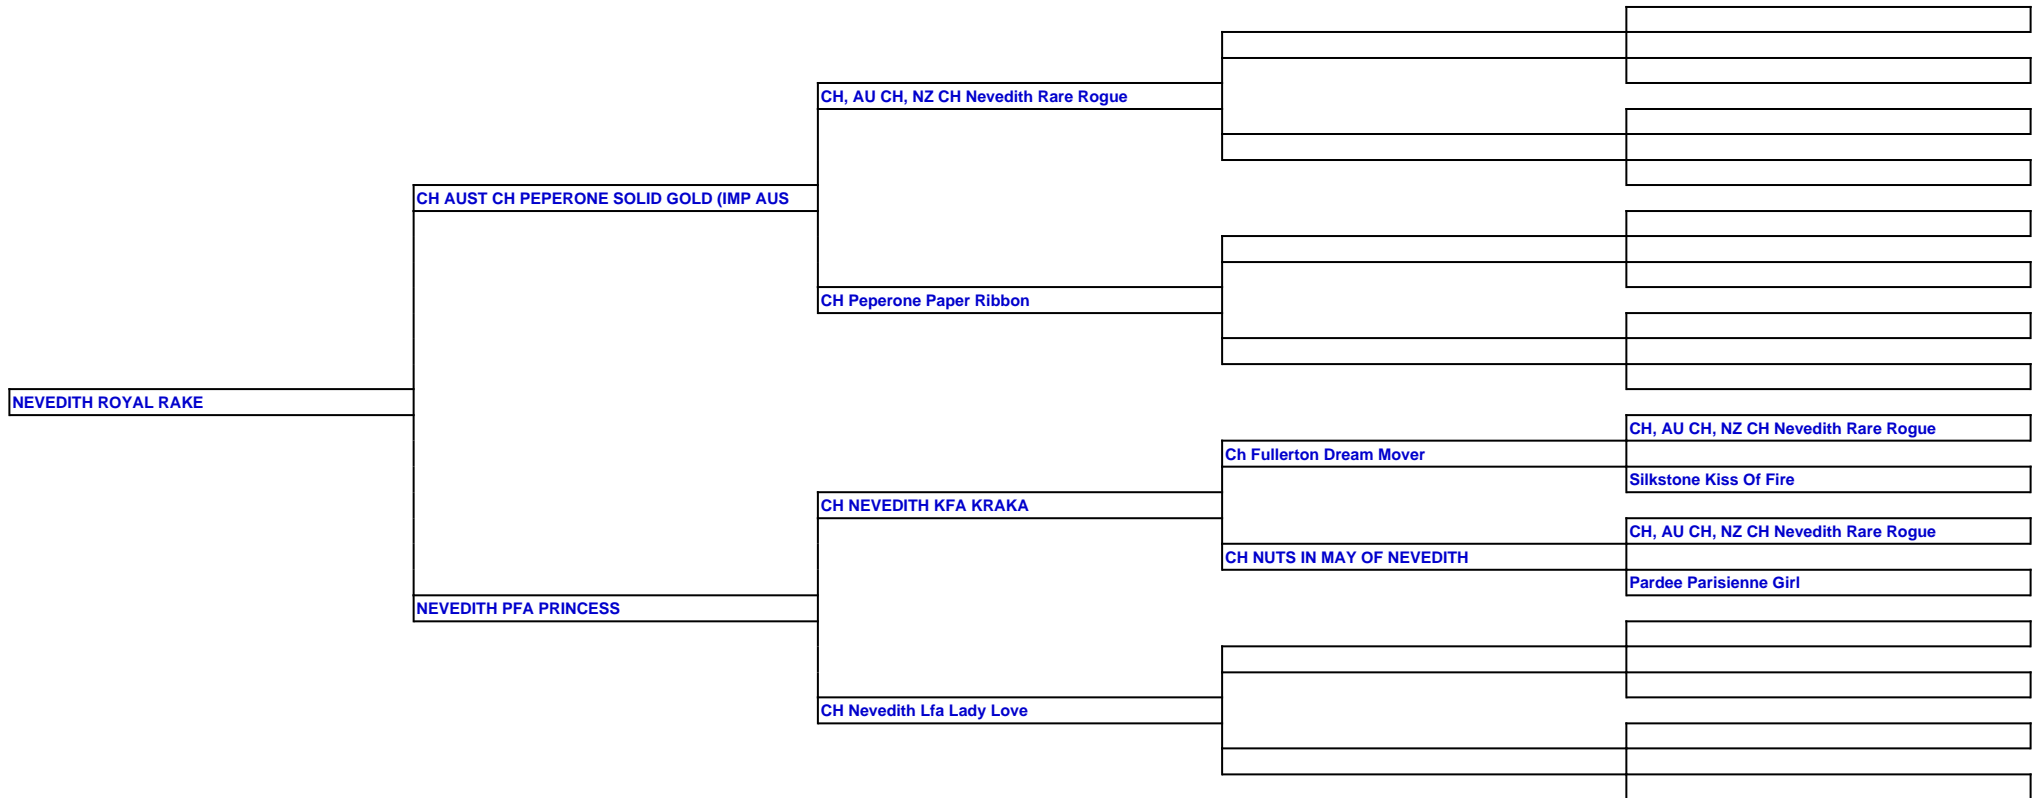 CH, AU CH, NZ CH Nevedith Rare Rogue
CH AUST CH PEPERONE SOLID GOLD (IMP AUS
CH Peperone Paper Ribbon
NEVEDITH ROYAL RAKE
CH, AU CH, NZ CH Nevedith Rare Rogue
Ch Fullerton Dream Mover
Silkstone Kiss Of Fire
CH NEVEDITH KFA KRAKA
CH, AU CH, NZ CH Nevedith Rare Rogue
CH NUTS IN MAY OF NEVEDITH
Pardee Parisienne Girl
NEVEDITH PFA PRINCESS
CH Nevedith Lfa Lady Love